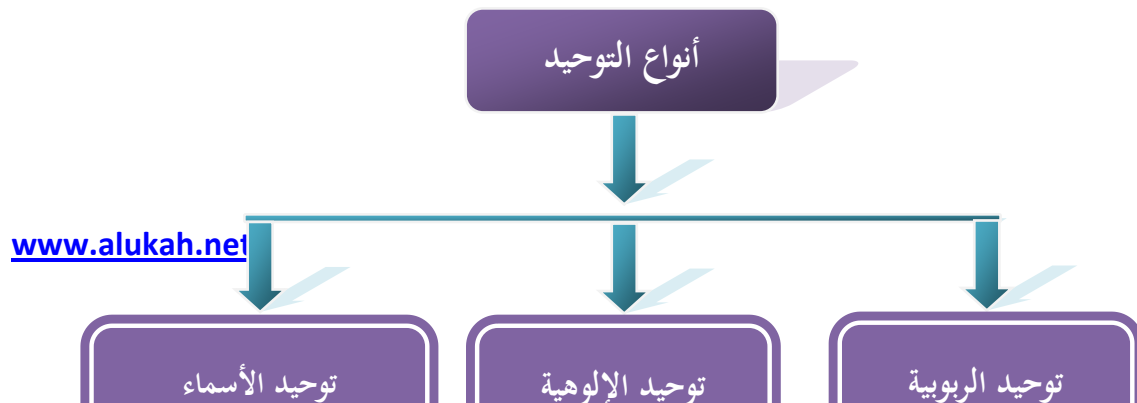 أنواع التوحيد
www.alukah.net
توحيد الربوبية
توحيد الإلوهية
توحيد الأسماء